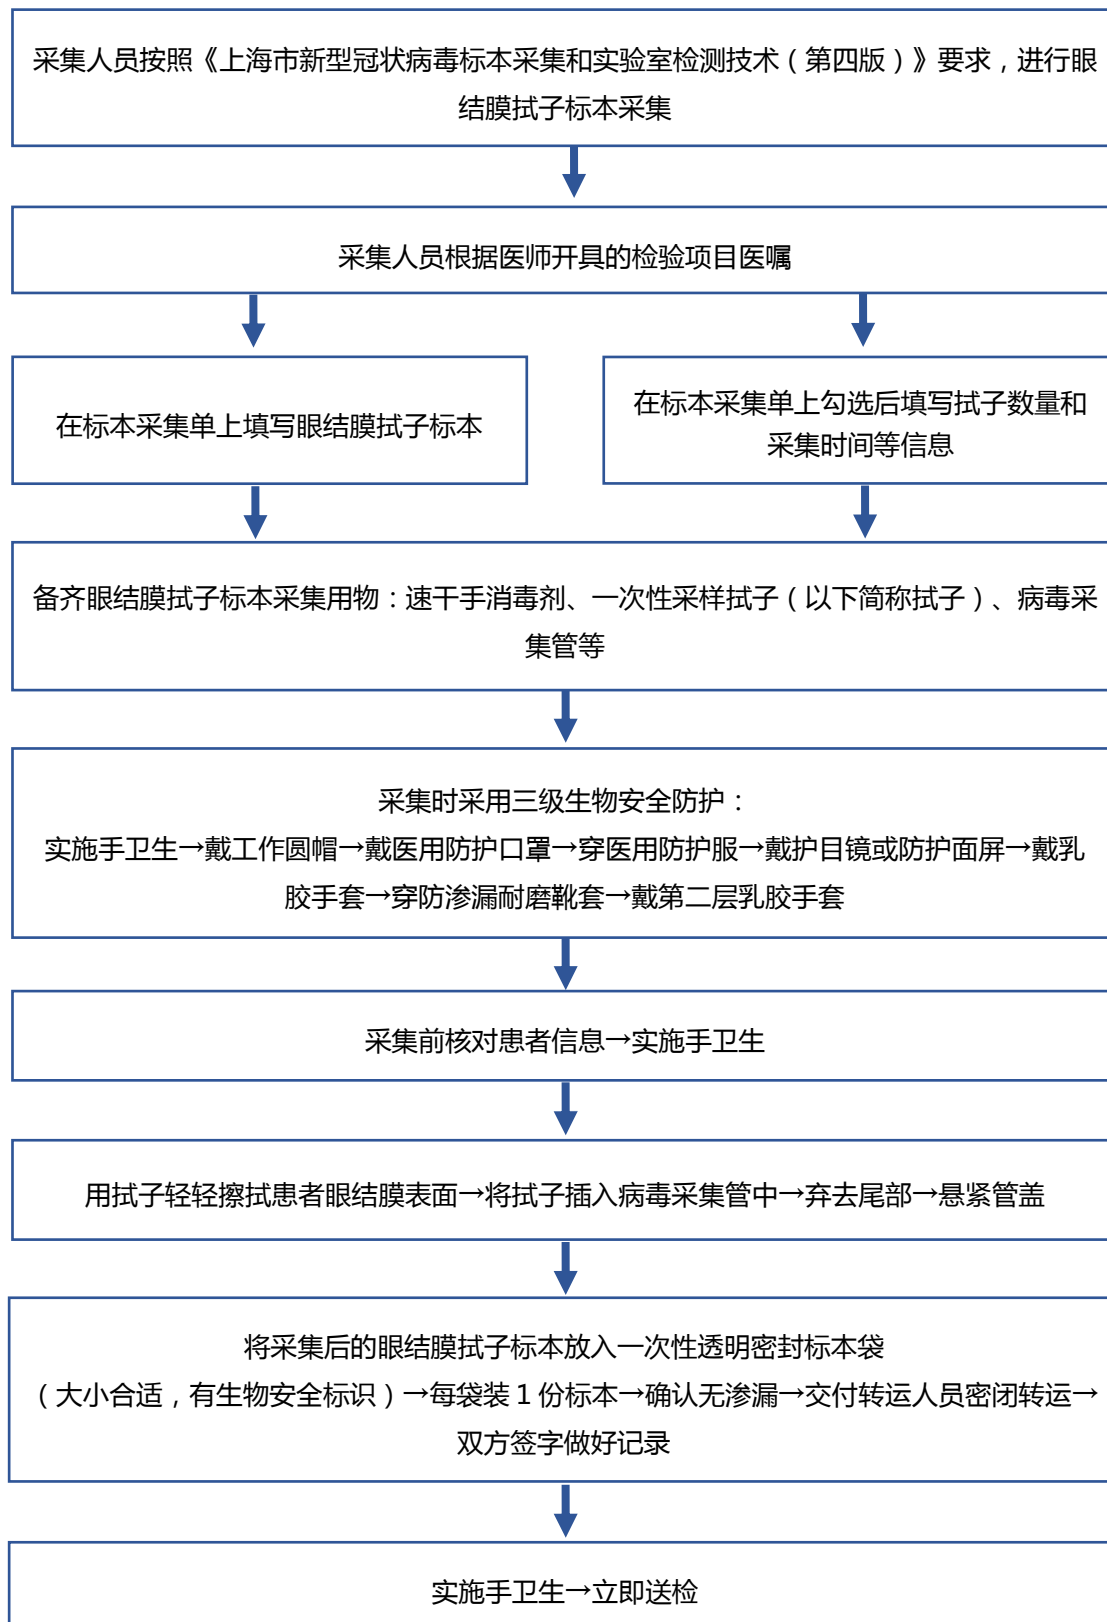 采集人员按照《上海市新型冠状病毒标本采集和实验室检测技术（第四版）》要求，进行眼
结膜拭子标本采集
采集人员根据医师开具的检验项目医嘱
在标本采集单上填写眼结膜拭子标本
在标本采集单上勾选后填写拭子数量和
采集时间等信息
备齐眼结膜拭子标本采集用物：速干手消毒剂、一次性采样拭子（以下简称拭子）、病毒采
集管等
采集时采用三级生物安全防护：
实施手卫生→戴工作圆帽→戴医用防护口罩→穿医用防护服→戴护目镜或防护面屏→戴乳
胶手套→穿防渗漏耐磨靴套→戴第二层乳胶手套
采集前核对患者信息→实施手卫生
用拭子轻轻擦拭患者眼结膜表面→将拭子插入病毒采集管中→弃去尾部→悬紧管盖
将采集后的眼结膜拭子标本放入一次性透明密封标本袋
（大小合适，有生物安全标识）→每袋装 1 份标本→确认无渗漏→交付转运人员密闭转运→
双方签字做好记录
实施手卫生→立即送检